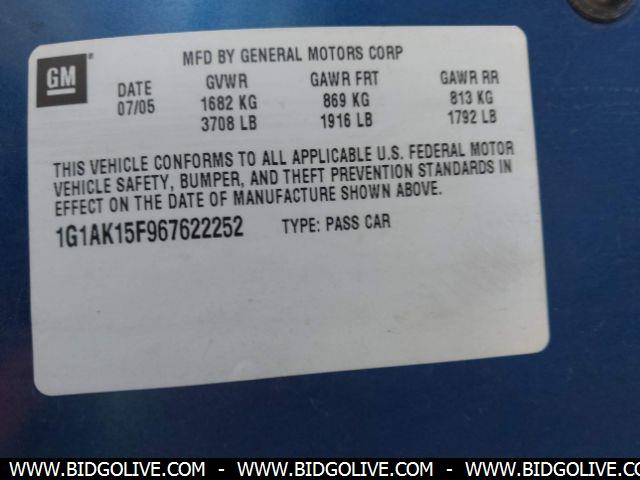 GM
MFD BY GENERAL MOTORS CORP
DATE GVWR GAWR FRT GAWR RR
07/05 1682 KG 869 KG 813 KG
3708 LB 1916 LB 1792 LB
THIS VEHICLE CONFORMS TO ALL APPLICABLE U.S. FEDERAL MOTOR
VEHICLE SAFETY, BUMPER, AND THEFT PREVENTION STANDARDS IN
EFFECT ON THE DATE OF MANUFACTURE SHOWN ABOVE.
1G1AK15F967622252 TYPE: PASS CAR
WWW.BIDGOLIVE.COM - WWW.BIDGOLIVE.COM - WWW.BIDGOLIVE.COM